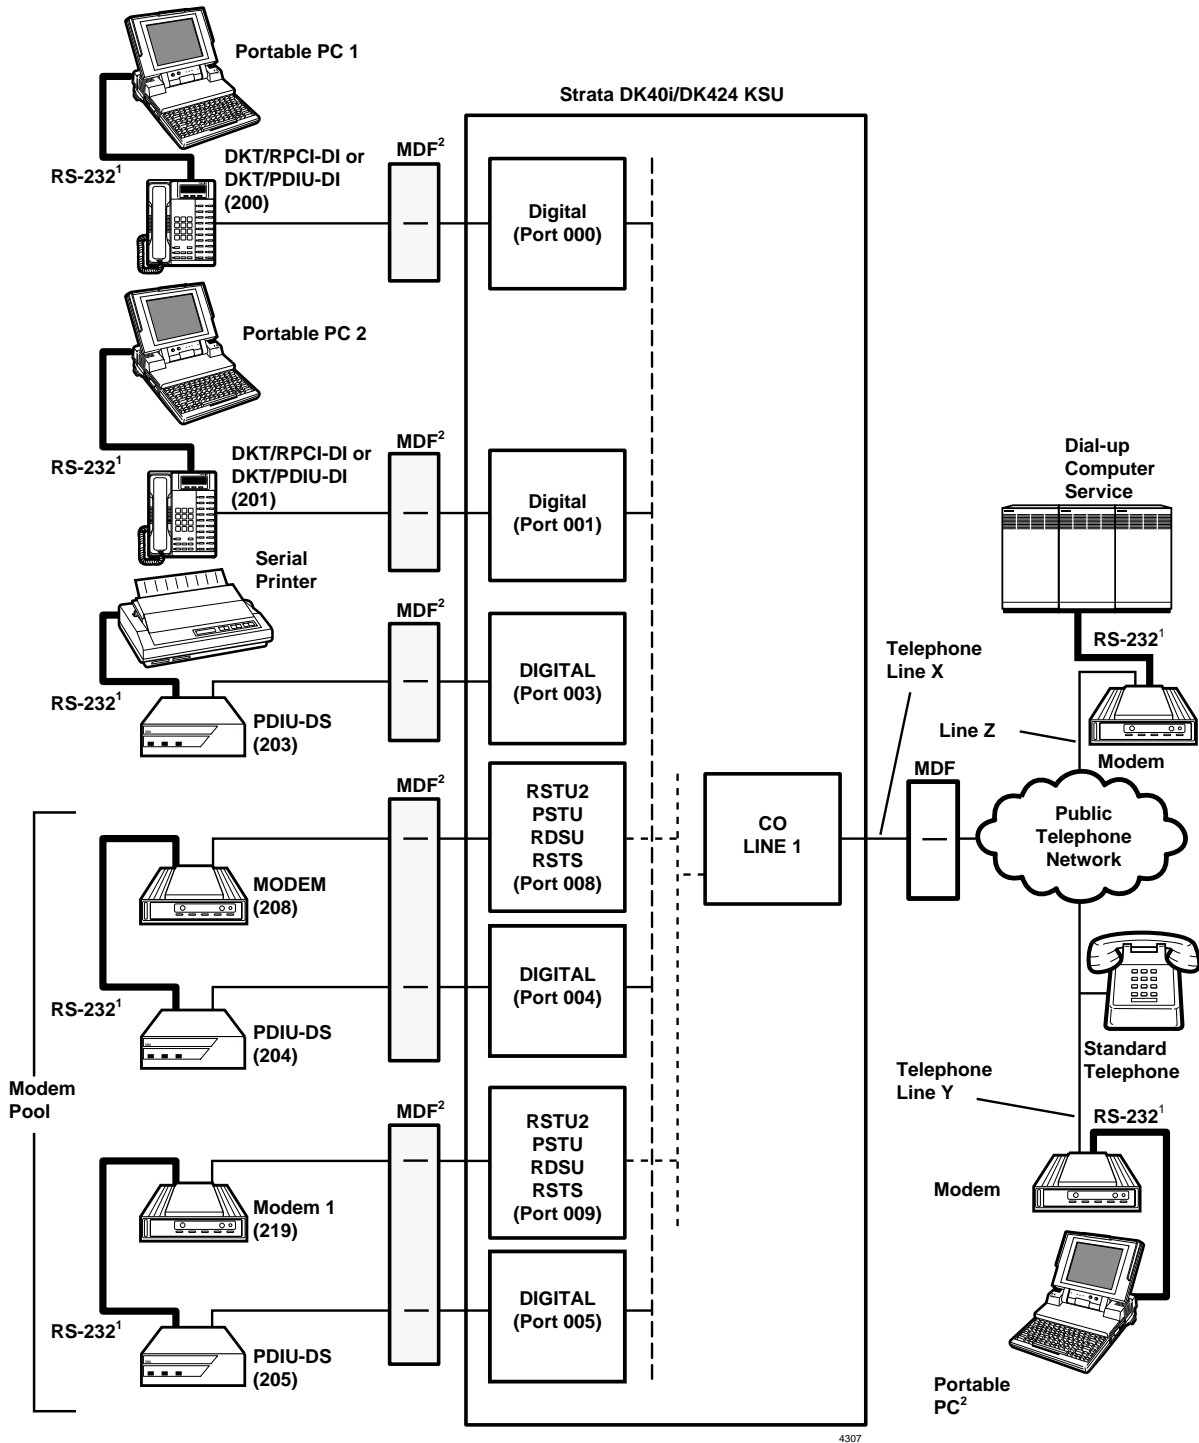 Portable PC 1
Strata DK40i/DK424 KSU
RS-232¹
DKT/RPCI-DI or
DKT/PDIU-DI
(200)
MDF²
Digital
(Port 000)
Portable PC 2
RS-232¹
DKT/RPCI-DI or
DKT/PDIU-DI
(201)
MDF²
Digital
(Port 001)
Serial
Printer
RS-232¹
PDIU-DS
(203)
MDF²
DIGITAL
(Port 003)
Modem
Pool
MODEM
(208)
MDF²
RSTU2
PSTU
RDSU
RSTS
(Port 008)
RS-232¹
PDIU-DS
(204)
DIGITAL
(Port 004)
Modem 1
(219)
MDF²
RSTU2
PSTU
RDSU
RSTS
(Port 009)
RS-232¹
PDIU-DS
(205)
DIGITAL
(Port 005)
CO
LINE 1
Telephone
Line X
MDF
Dial-up
Computer
Service
RS-232¹
Line Z
Modem
Public
Telephone
Network
Standard
Telephone
Telephone
Line Y
RS-232¹
Modem
Portable
PC²
4307